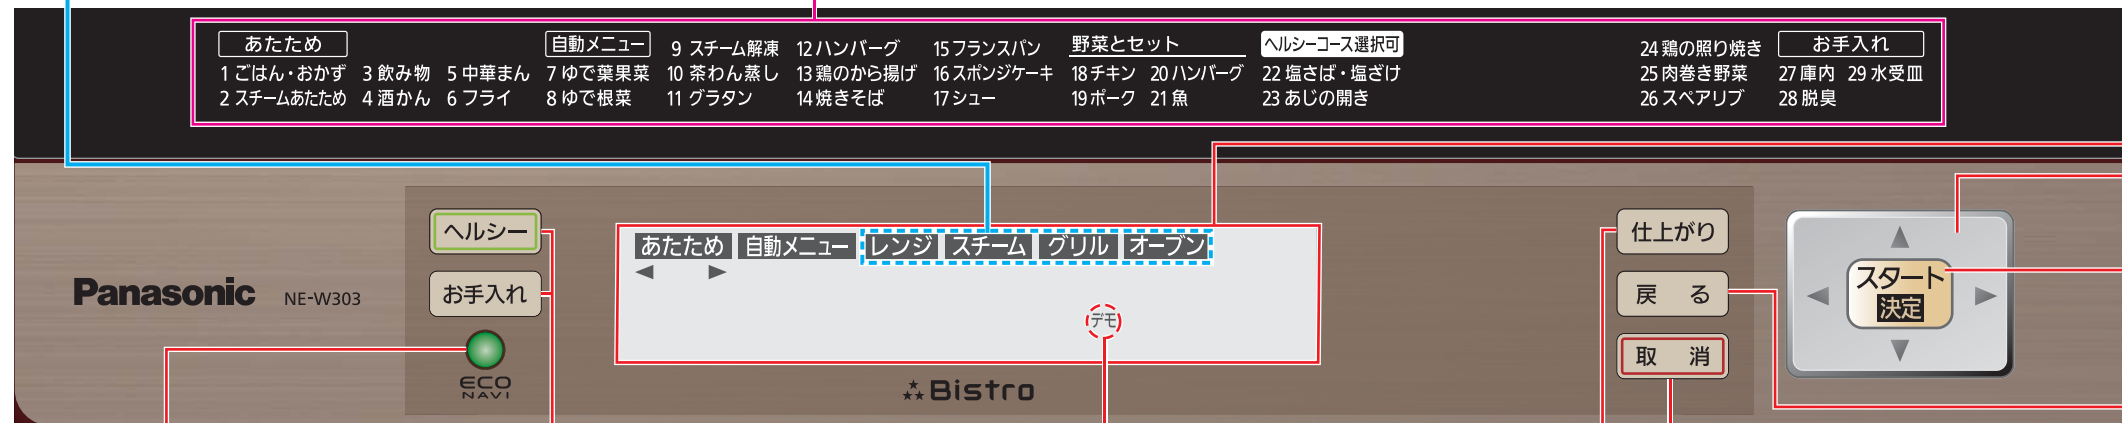 あたため
1 ごはん・おかず 3 飲み物 5 中華まん
2 スチームあたため 4 酒かん 6 フライ
自動メニュー 9 スチーム解凍 12 ハンバーグ 15 フランスパン
7 ゆで葉果菜 10 茶わん蒸し 13 鶏のから揚げ 16 スポンジケーキ
8 ゆで根菜 11 グラタン 14 焼きそば 17 シュー
野菜とセット
18 チキン 20 ハンバーグ
19 ポーク 21 魚
ヘルシーコース選択可
22 塩さば・塩ざけ
23 あじの開き
24 鶏の照り焼き
25 肉巻き野菜
26 スペアリブ
お手入れ
27 庫内 29 水受皿
28 脱臭
Panasonic NE-W303
ヘルシー
お手入れ
ECO
NAVI
あたため 自動メニュー レンジ スチーム グリル オーブン
◀ ▶
デモ
Bistro
仕上がり
戻る
取消
▲
◀ スタート ▶
決定
▼